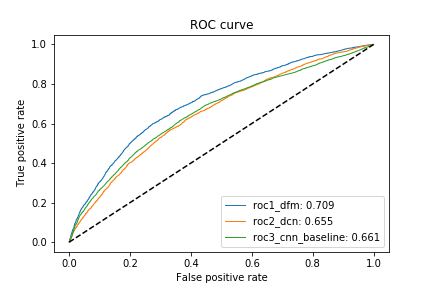 ROC curve
True positive rate
1.0
0.8
0.6
0.4
0.2
0.0
roc1_dfm: 0.709
roc2_dcn: 0.655
roc3_cnn_baseline: 0.661
0.0 0.2 0.4 0.6 0.8 1.0
False positive rate